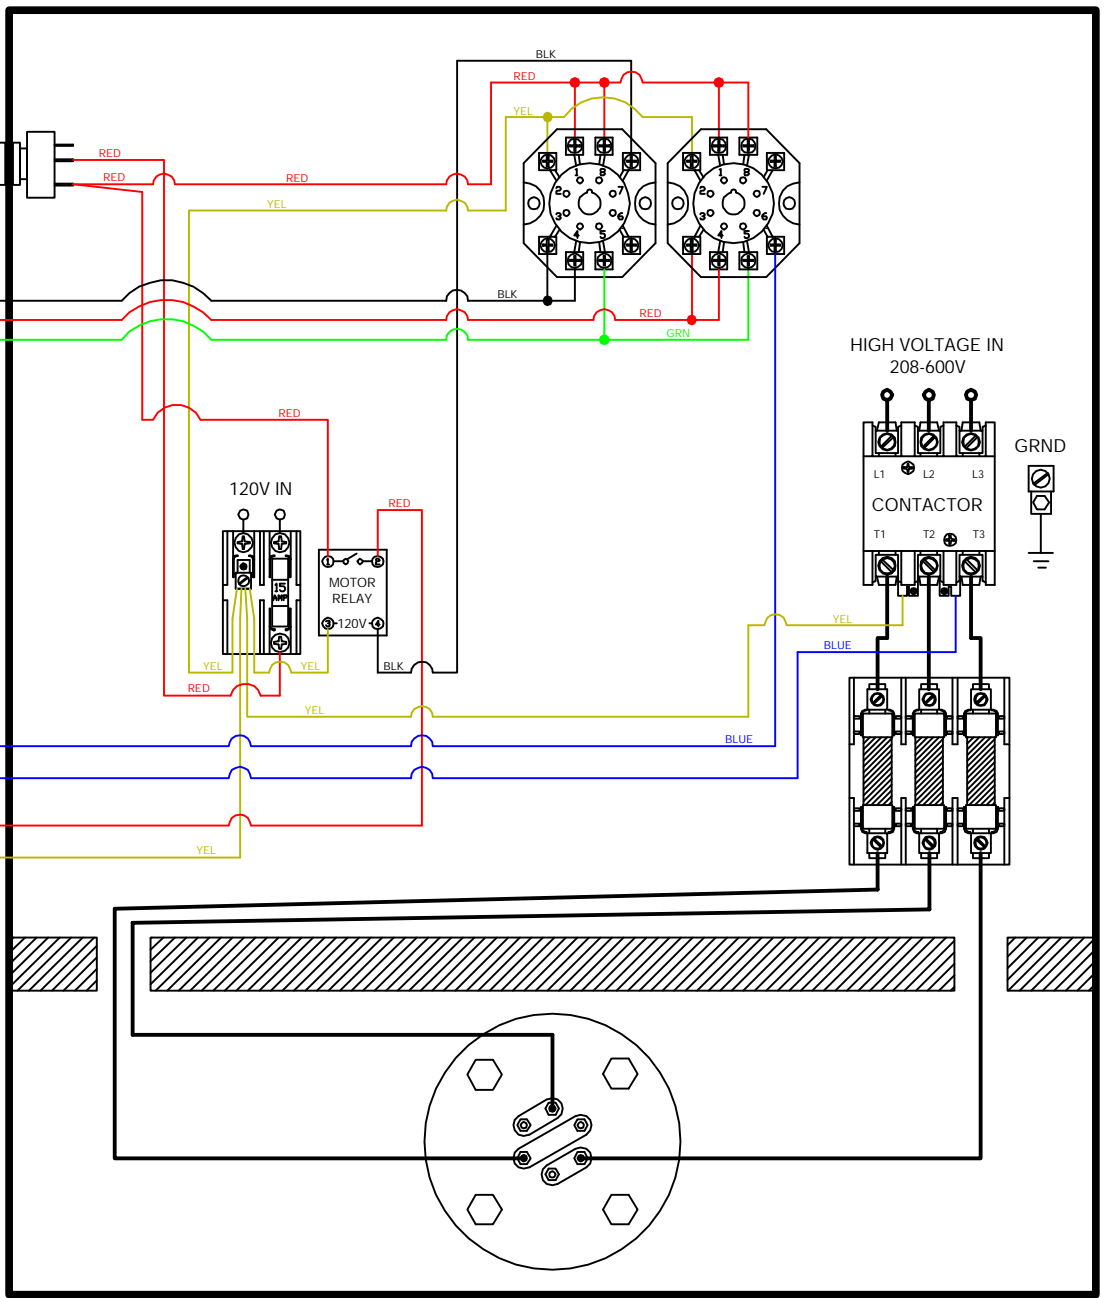 BLK
RED
YEL
RED
1 8
1 8
RED
RED
2 7
2 7
YEL
3 6
3 6
4 5
4 5
BLK
RED
GRN
HIGH VOLTAGE IN
208-600V
RED
GRND
L1 L2 L3
120V IN
RED
CONTACTOR
T1 T2 T3
1 2
MOTOR
RELAY
15
AMP
3 -120V- 4
YEL
BLUE
YEL
YEL
BLK
RED
YEL
BLUE
YEL